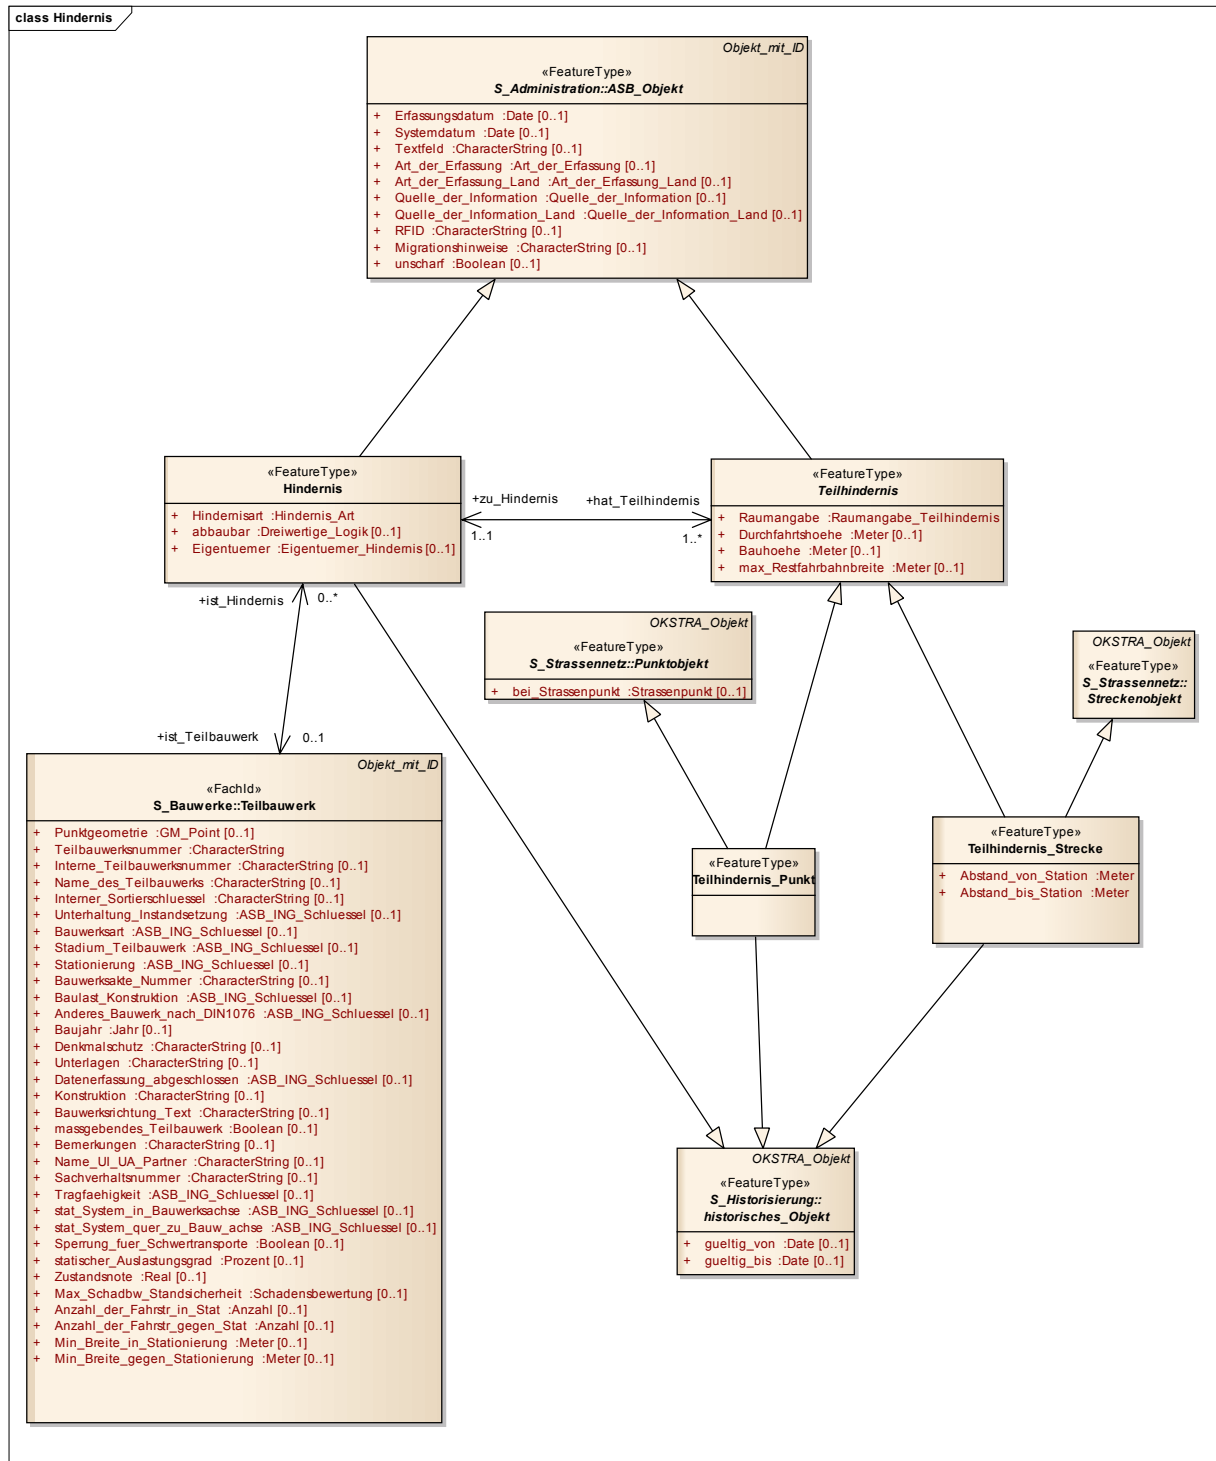 class Hindernis
Objekt_mit_ID
«FeatureType»
S_Administration::ASB_Objekt
+ Erfassungsdatum :Date [0..1]
+ Systemdatum :Date [0..1]
+ Textfeld :CharacterString [0..1]
+ Art_der_Erfassung :Art_der_Erfassung [0..1]
+ Art_der_Erfassung_Land :Art_der_Erfassung_Land [0..1]
+ Quelle_der_Information :Quelle_der_Information [0..1]
+ Quelle_der_Information_Land :Quelle_der_Information_Land [0..1]
+ RFID :CharacterString [0..1]
+ Migrationshinweise :CharacterString [0..1]
+ unscharf :Boolean [0..1]
«FeatureType»
Hindernis
+ Hindernisart :Hindernis_Art
+ abbaubar :Dreiwertige_Logik [0..1]
+ Eigentuemer :Eigentuemer_Hindernis [0..1]
+zu_Hindernis
1..1
+hat_Teilhindernis
1..*
«FeatureType»
Teilhindernis
+ Raumangabe :Raumangabe_Teilhindernis
+ Durchfahrtshoehe :Meter [0..1]
+ Bauhoehe :Meter [0..1]
+ max_Restfahrbahnbreite :Meter [0..1]
+ist_Hindernis
0..*
OKSTRA_Objekt
«FeatureType»
S_Strassennetz::Punktobjekt
+ bei_Strassenpunkt :Strassenpunkt [0..1]
OKSTRA_Objekt
«FeatureType»
S_Strassennetz::
Streckenobjekt
+ist_Teilbauwerk
0..1
Objekt_mit_ID
«FachId»
S_Bauwerke::Teilbauwerk
+ Punktgeometrie :GM_Point [0..1]
+ Teilbauwerksnummer :CharacterString
+ Interne_Teilbauwerksnummer :CharacterString [0..1]
+ Name_des_Teilbauwerks :CharacterString [0..1]
+ Interner_Sortierschluessel :CharacterString [0..1]
+ Unterhaltung_Instandsetzung :ASB_ING_Schluessel [0..1]
+ Bauwerksart :ASB_ING_Schluessel [0..1]
+ Stadium_Teilbauwerk :ASB_ING_Schluessel [0..1]
+ Stationierung :ASB_ING_Schluessel [0..1]
+ Bauwerksakte_Nummer :CharacterString [0..1]
+ Baulast_Konstruktion :ASB_ING_Schluessel [0..1]
+ Anderes_Bauwerk_nach_DIN1076 :ASB_ING_Schluessel [0..1]
+ Baujahr :Jahr [0..1]
+ Denkmalschutz :CharacterString [0..1]
+ Unterlagen :CharacterString [0..1]
+ Datenerfassung_abgeschlossen :ASB_ING_Schluessel [0..1]
+ Konstruktion :CharacterString [0..1]
+ Bauwerksrichtung_Text :CharacterString [0..1]
+ massgebendes_Teilbauwerk :Boolean [0..1]
+ Bemerkungen :CharacterString [0..1]
+ Name_UI_UA_Partner :CharacterString [0..1]
+ Sachverhaltsnummer :CharacterString [0..1]
+ Tragfaehigkeit :ASB_ING_Schluessel [0..1]
+ stat_System_in_Bauwerksachse :ASB_ING_Schluessel [0..1]
+ stat_System_quer_zu_Bauw_achse :ASB_ING_Schluessel [0..1]
+ Sperrung_fuer_Schwertransporte :Boolean [0..1]
+ statischer_Auslastungsgrad :Prozent [0..1]
+ Zustandsnote :Real [0..1]
+ Max_Schadbw_Standsicherheit :Schadensbewertung [0..1]
+ Anzahl_der_Fahrstr_in_Stat :Anzahl [0..1]
+ Anzahl_der_Fahrstr_gegen_Stat :Anzahl [0..1]
+ Min_Breite_in_Stationierung :Meter [0..1]
+ Min_Breite_gegen_Stationierung :Meter [0..1]
«FeatureType»
Teilhindernis_Punkt
«FeatureType»
Teilhindernis_Strecke
+ Abstand_von_Station :Meter
+ Abstand_bis_Station :Meter
OKSTRA_Objekt
«FeatureType»
S_Historisierung::
historisches_Objekt
+ gueltig_von :Date [0..1]
+ gueltig_bis :Date [0..1]